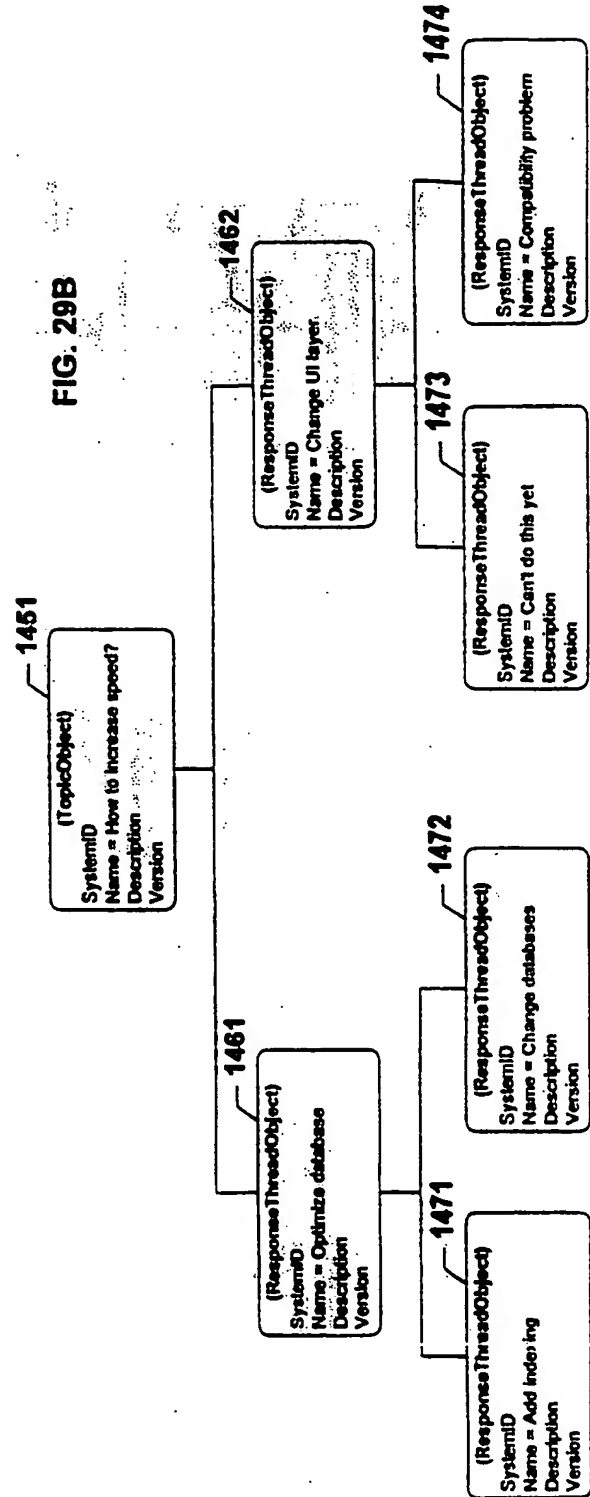 FIG. 29B
1451
(TopicObject)
SystemID
Name = How to increase speed?
Description
Version
1461
(ResponseThreadObject)
SystemID
Name = Optimize database
Description
Version
1462
(ResponseThreadObject)
SystemID
Name = Change UI layer
Description
Version
1471
(ResponseThreadObject)
SystemID
Name = Add indexing
Description
Version
1472
(ResponseThreadObject)
SystemID
Name = Change databases
Description
Version
1473
(ResponseThreadObject)
SystemID
Name = Can't do this yet
Description
Version
1474
(ResponseThreadObject)
SystemID
Name = Compatibility problem
Description
Version